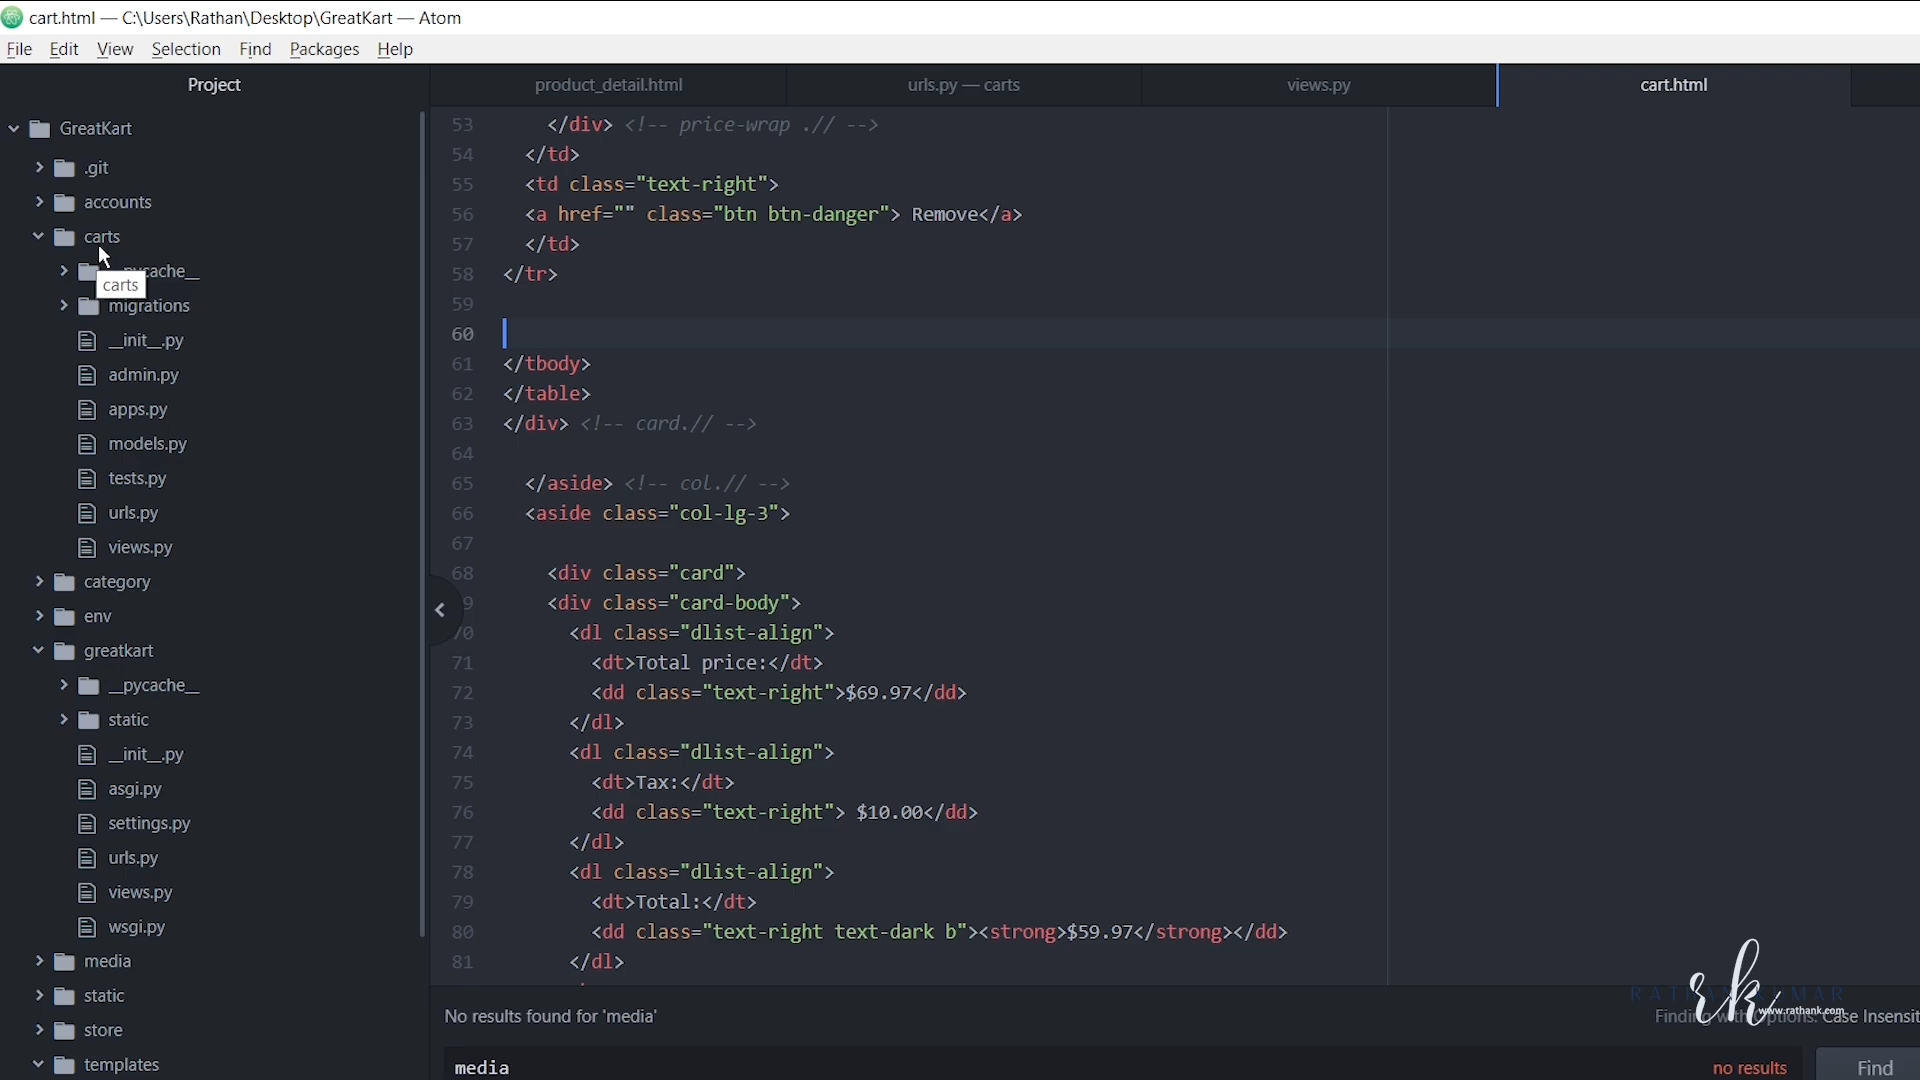 cart.html — C:\Users\Rathan\Desktop\GreatKart — Atom
File Edit View Selection Find Packages Help
Project
GreatKart
.git
accounts
carts
carts
migrations
__init__.py
admin.py
apps.py
models.py
tests.py
urls.py
views.py
category
env
greatkart
__pycache__
static
__init__.py
asgi.py
settings.py
urls.py
views.py
wsgi.py
media
static
store
templates
product_detail.html urls.py — carts views.py cart.html
53 </div> <!-- price-wrap .// -->
54 </td>
55 <td class="text-right">
56 <a href="" class="btn btn-danger"> Remove</a>
57 </td>
58 </tr>
59
60
61 </tbody>
62 </table>
63 </div> <!-- card.// -->
64
65 </aside> <!-- col.// -->
66 <aside class="col-lg-3">
67
68 <div class="card">
<div class="card-body">
<dl class="dlist-align">
71 <dt>Total price:</dt>
72 <dd class="text-right">$69.97</dd>
73 </dl>
74 <dl class="dlist-align">
75 <dt>Tax:</dt>
76 <dd class="text-right"> $10.00</dd>
77 </dl>
78 <dl class="dlist-align">
79 <dt>Total:</dt>
80 <dd class="text-right text-dark b"><strong>$59.97</strong></dd>
81 </dl>
No results found for 'media'
Finding with Options: Case Insensit
media no results Find
rk
RATHAN KUMAR
www.rathank.com